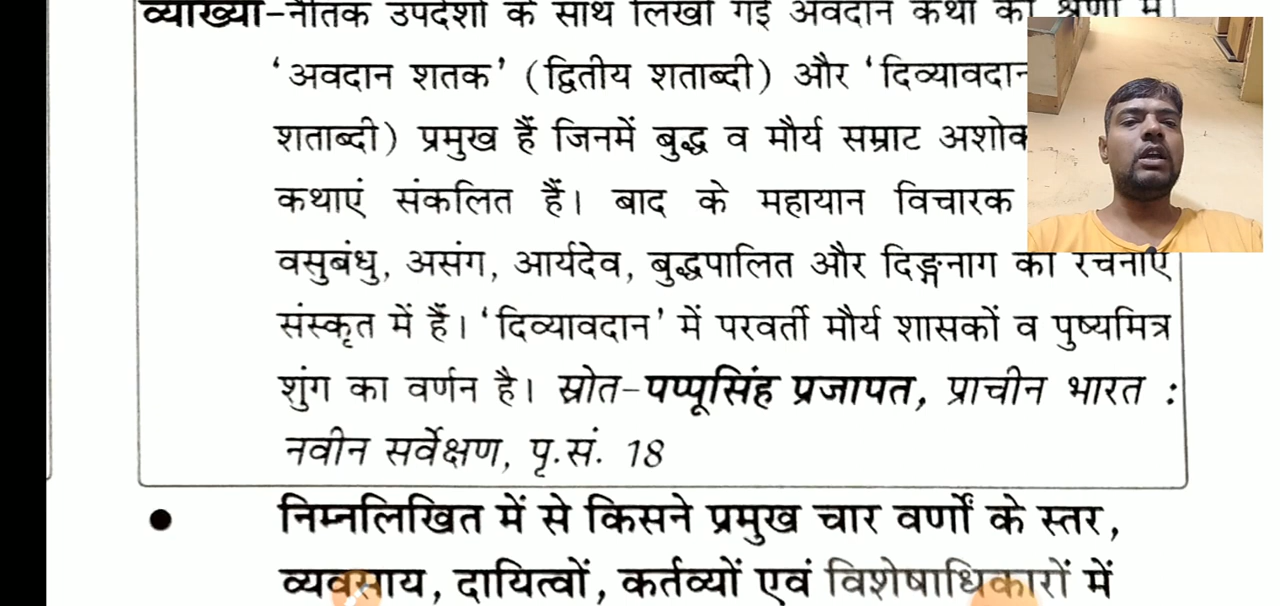 व्याख्या–नैतिक उपदेशों के साथ लिखी गई अवदान कथा की श्रेणी में
‘अवदान शतक’ (द्वितीय शताब्दी) और ‘दिव्यावदान
शताब्दी) प्रमुख हैं जिनमें बुद्ध व मौर्य सम्राट अशोक
कथाएं संकलित हैं। बाद के महायान विचारक
वसुबंधु, असंग, आर्यदेव, बुद्धपालित और दिङ्गनाग की रचनाएं
संस्कृत में हैं। ‘दिव्यावदान’ में परवर्ती मौर्य शासकों व पुष्यमित्र
शुंग का वर्णन है। स्रोत–पप्पूसिंह प्रजापत, प्राचीन भारत :
नवीन सर्वेक्षण, पृ.सं. 18
● निम्नलिखित में से किसने प्रमुख चार वर्णों के स्तर,
व्यवसाय, दायित्वों, कर्तव्यों एवं विशेषाधिकारों में